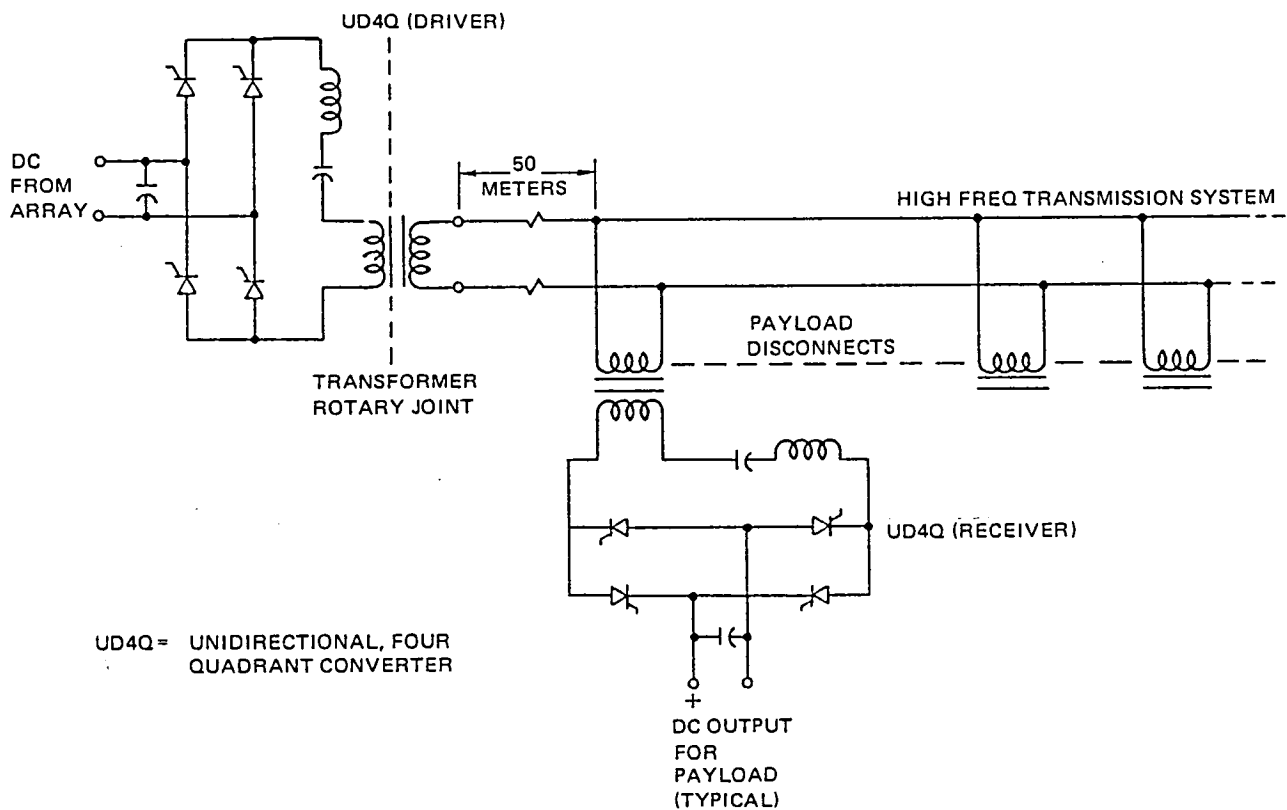 UD4Q (DRIVER)
DC
FROM
ARRAY
50
METERS
HIGH FREQ TRANSMISSION SYSTEM
TRANSFORMER
ROTARY JOINT
PAYLOAD
DISCONNECTS
UD4Q (RECEIVER)
UD4Q = UNIDIRECTIONAL, FOUR
QUADRANT CONVERTER
+
DC OUTPUT
FOR
PAYLOAD
(TYPICAL)